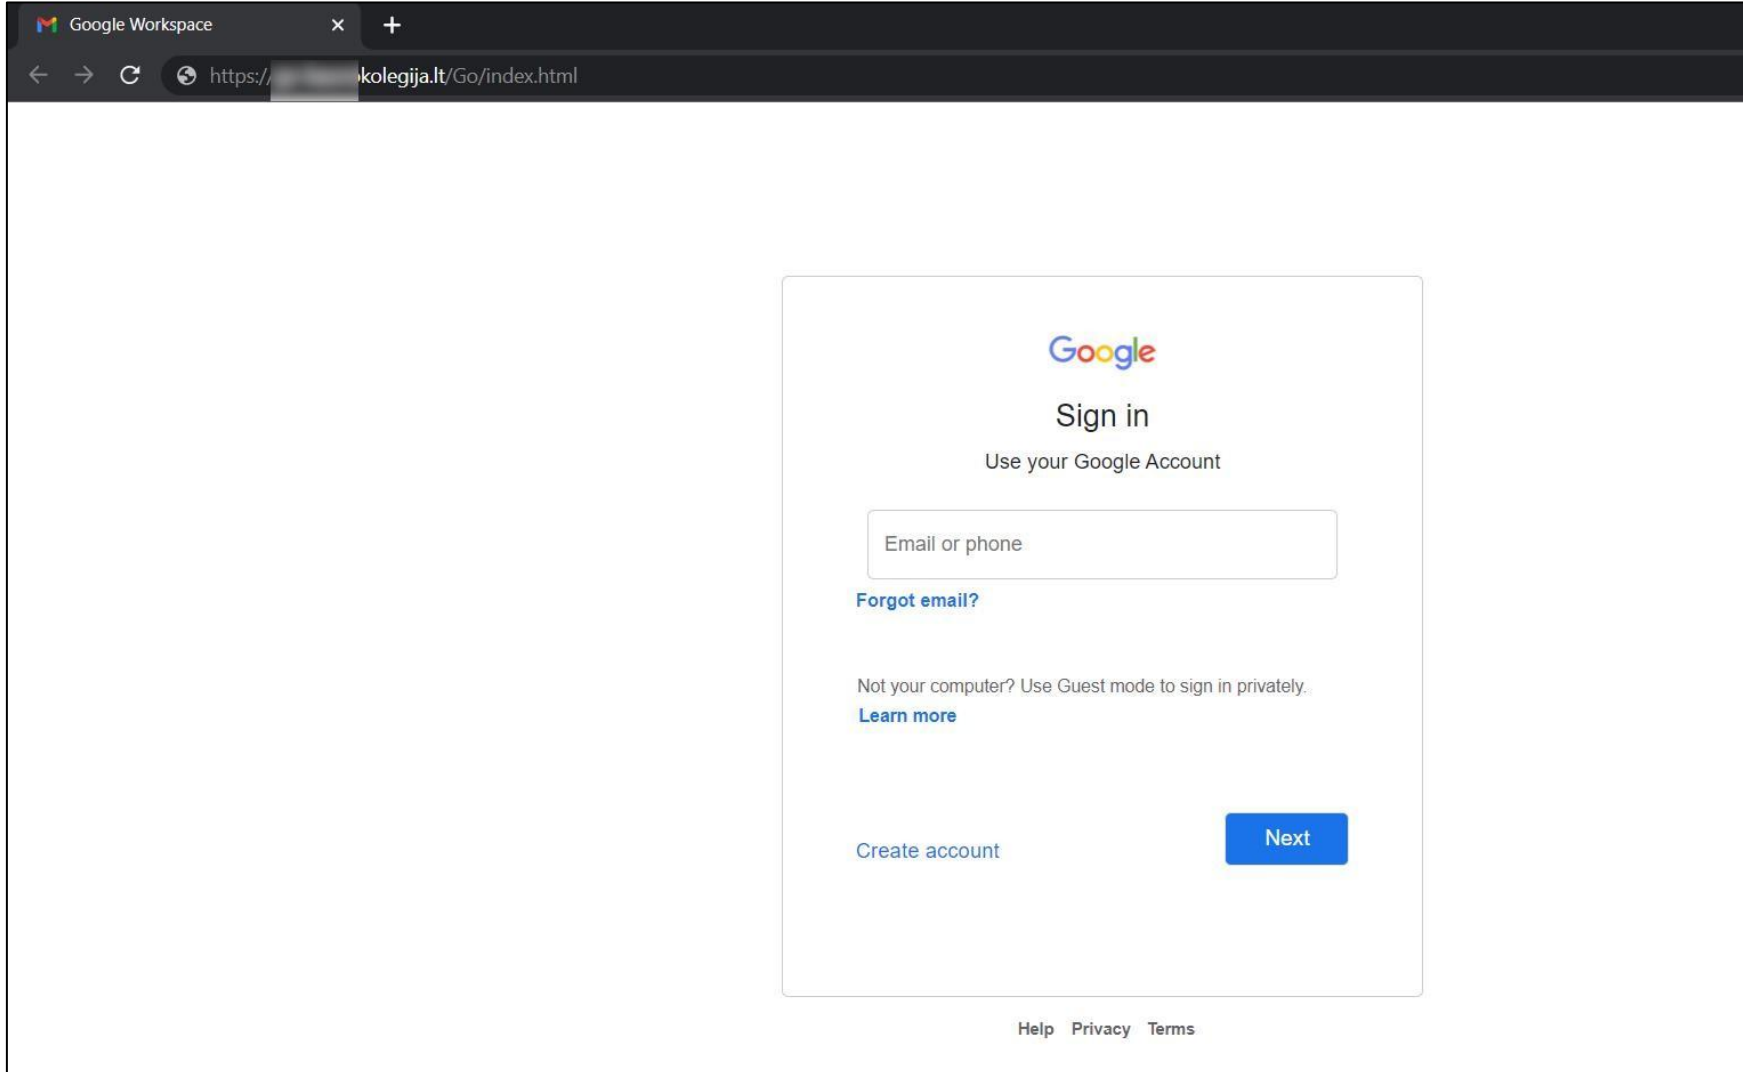 Google Workspace
https://kolegija.lt/Go/index.html
Google
Sign in
Use your Google Account
Email or phone
Forgot email?
Not your computer? Use Guest mode to sign in privately.
Learn more
Create account
Next
Help Privacy Terms